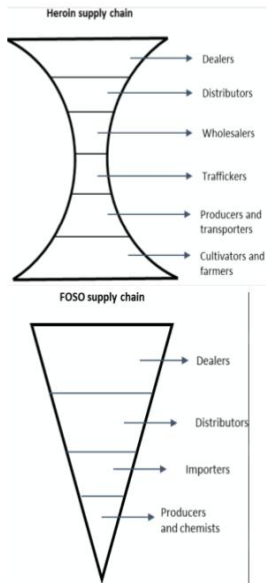 Heroin supply chain
Dealers
Distributors
Wholesalers
Traffickers
Producers and
transporters
Cultivators and
farmers
FOSO supply chain
Dealers
Distributors
Importers
Producers
and chemists